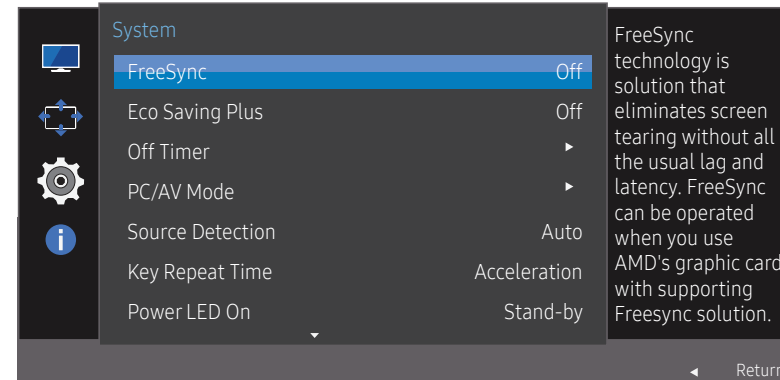 System
FreeSync Off
Eco Saving Plus Off
Off Timer
PC/AV Mode
Source Detection Auto
Key Repeat Time Acceleration
Power LED On Stand-by
FreeSync
technology is
solution that
eliminates screen
tearing without all
the usual lag and
latency. FreeSync
can be operated
when you use
AMD's graphic card
with supporting
Freesync solution.
Return